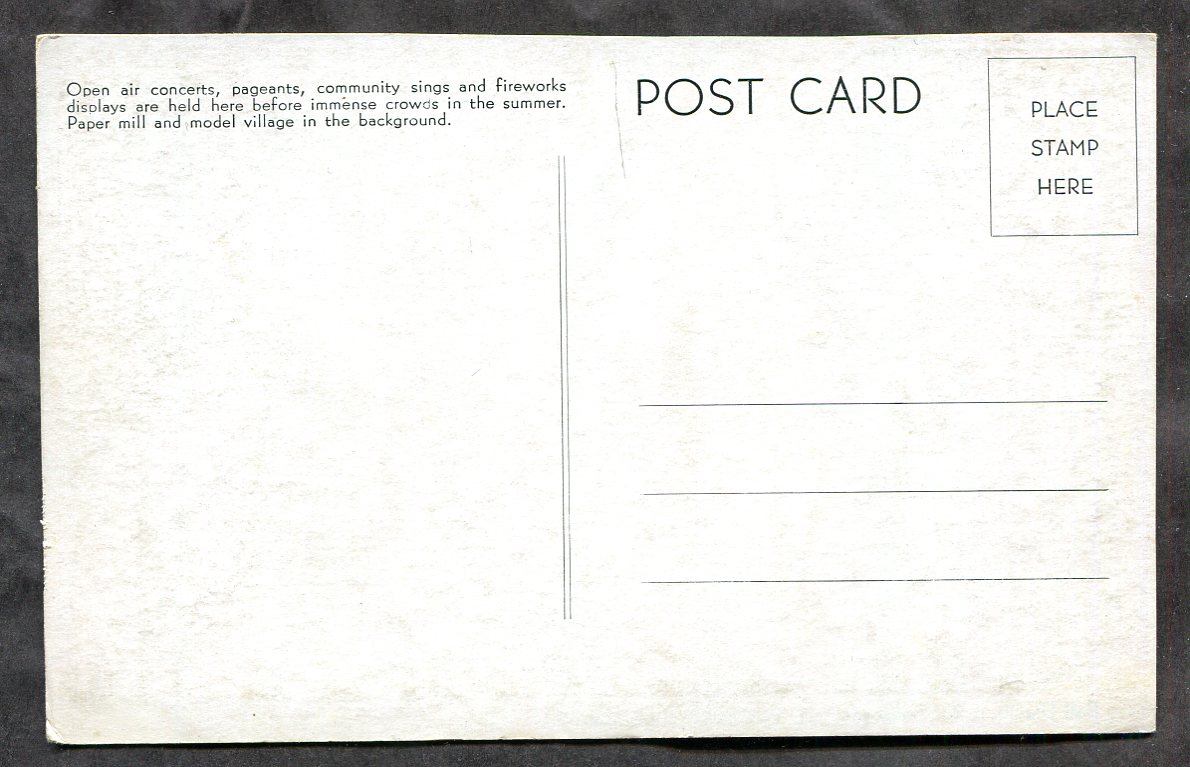 Open air concerts, pageants, community sings and fireworks
displays are held here before immense crowds in the summer.
Paper mill and model village in the background.
POST CARD
PLACE
STAMP
HERE